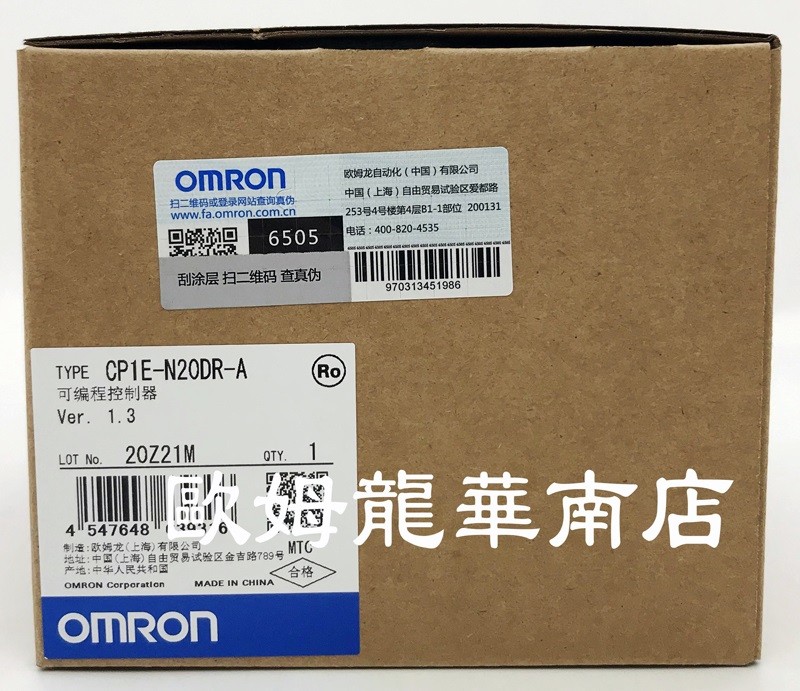 OMRON
扫二维码或登录网站查询真伪
www.fa.omron.com.cn
6505
刮涂层 扫二维码 查真伪
欧姆龙自动化（中国）有限公司
中国（上海）自由贸易试验区爱都路
253号4号楼第4层B1-1部位 200131
电话：400-820-4535
970313451986
TYPE CP1E-N20DR-A
Ro
可编程控制器
Ver. 1.3
LOT No. 20Z21M QTY. 1
4 547648
歐姆龍華南店
制造：欧姆龙(上海)有限公司
MTC
地址：中国(上海)自由贸易试验区金吉路789号
产地：中华人民共和国
合格
OMRON Corporation MADE IN CHINA
OMRON